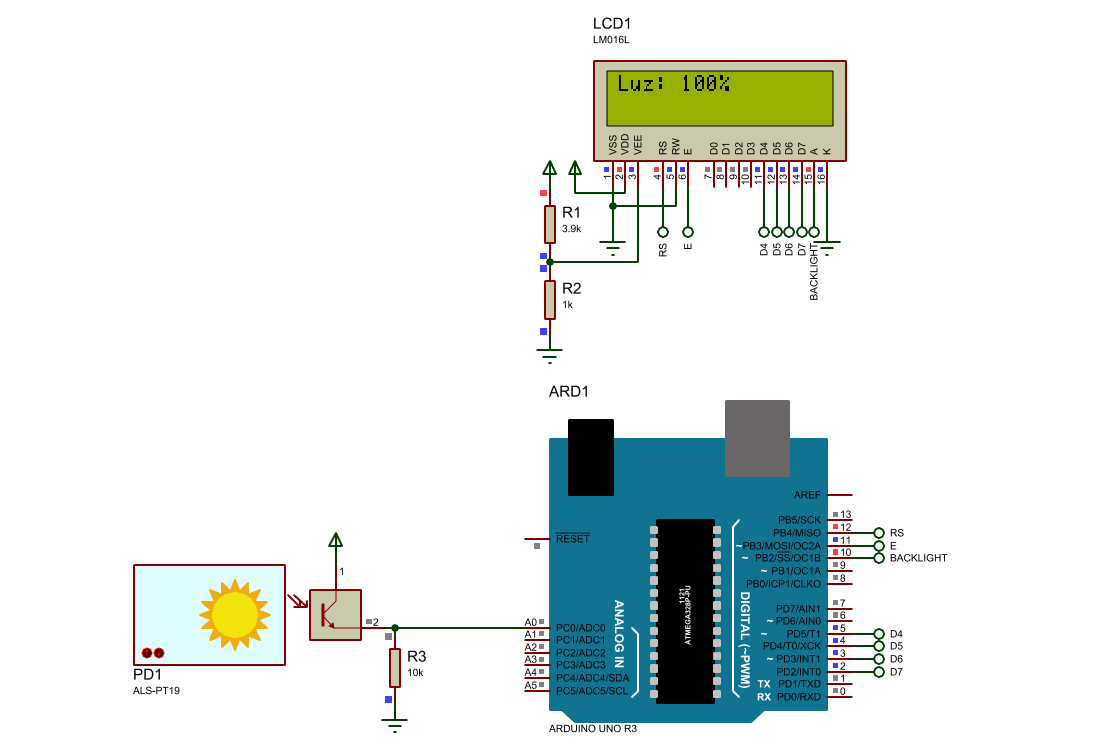 LCD1
LM016L
Luz: 100%
VSS VDD VEE RS RW E D0 D1 D2 D3 D4 D5 D6 D7 A K
1 2 3 4 5 6 7 8 9 10 11 12 13 14 15 16
R1
3.9k
RS E D4 D5 D6 D7 BACKLIGHT
R2
1k
ARD1
AREF
PB5/SCK 13
PB4/MISO 12 RS
RESET
~PB3/MOSI/OC2A 11 E
~ PB2/SS/OC1B 10 BACKLIGHT
~ PB1/OC1A 9
PB0/ICP1/CLKO 8
1121
ATMEGA328P-PU
ANALOG IN
DIGITAL (~PWM)
1
2
PD7/AIN1 7
~ PD6/AIN0 6
A0 PC0/ADC0
~ PD5/T1 5 D4
A1 PC1/ADC1
PD4/T0/XCK 4 D5
A2 PC2/ADC2
~ PD3/INT1 3 D6
A3 PC3/ADC3
PD2/INT0 2 D7
A4 PC4/ADC4/SDA
TX PD1/TXD 1
A5 PC5/ADC5/SCL
RX PD0/RXD 0
R3
10k
PD1
ALS-PT19
ARDUINO UNO R3